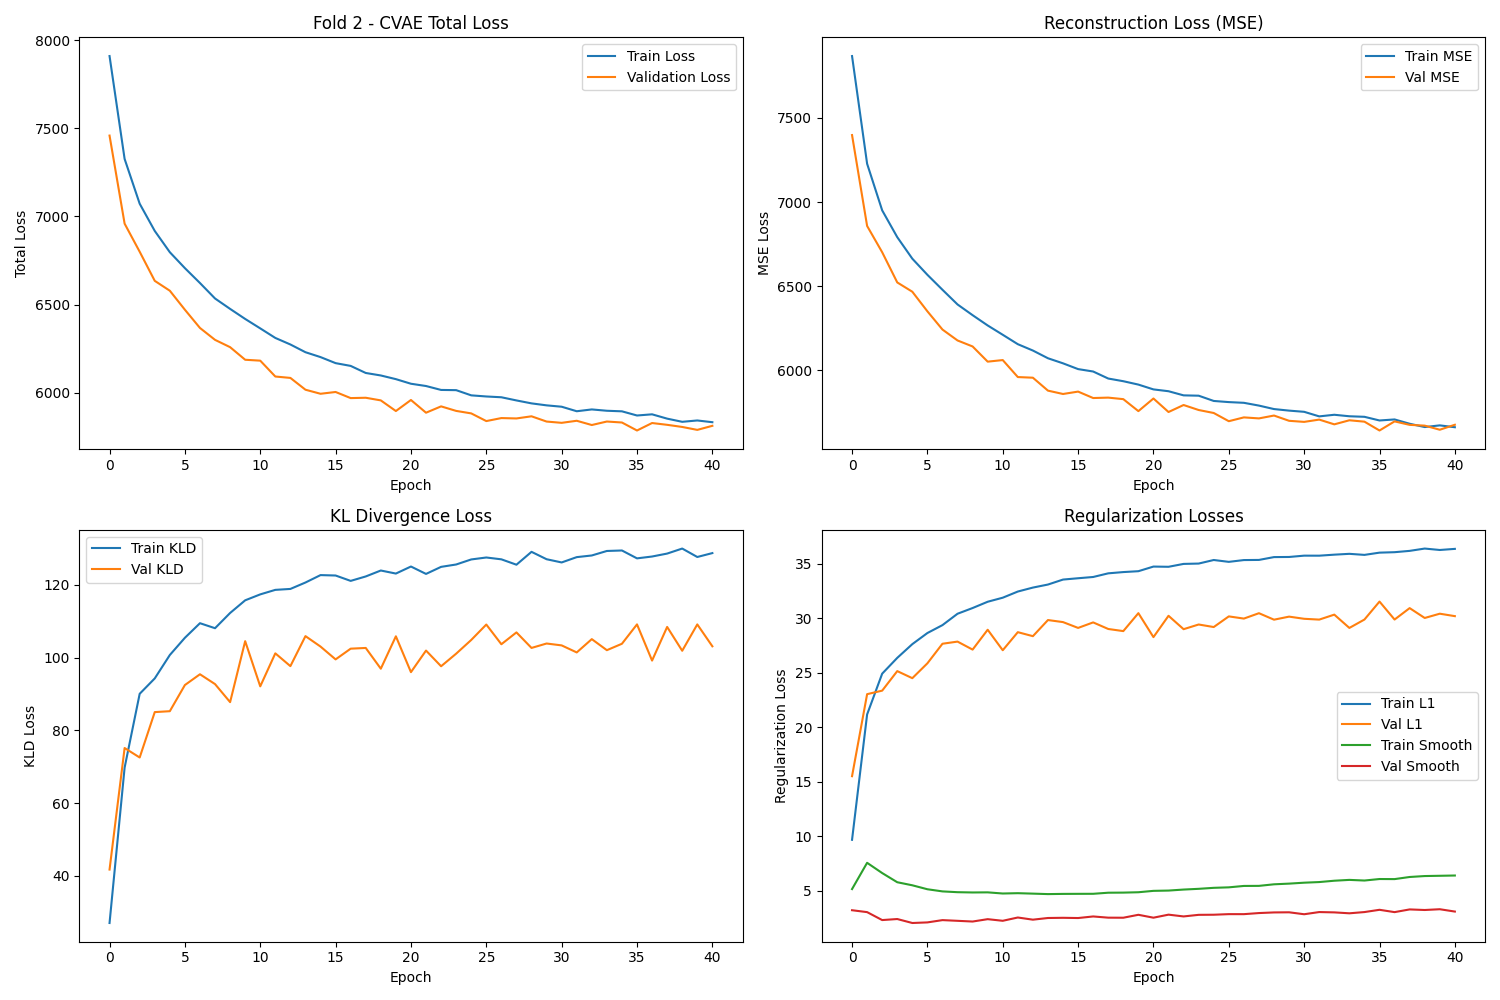 Fold 2 - CVAE Total Loss
Total Loss
8000
7500
7000
6500
6000
Train Loss
Validation Loss
0 5 10 15 20 25 30 35 40
Epoch
Reconstruction Loss (MSE)
MSE Loss
7500
7000
6500
6000
Train MSE
Val MSE
0 5 10 15 20 25 30 35 40
Epoch
KL Divergence Loss
KLD Loss
120
100
80
60
40
Train KLD
Val KLD
0 5 10 15 20 25 30 35 40
Epoch
Regularization Losses
Regularization Loss
35
30
25
20
15
10
5
Train L1
Val L1
Train Smooth
Val Smooth
0 5 10 15 20 25 30 35 40
Epoch